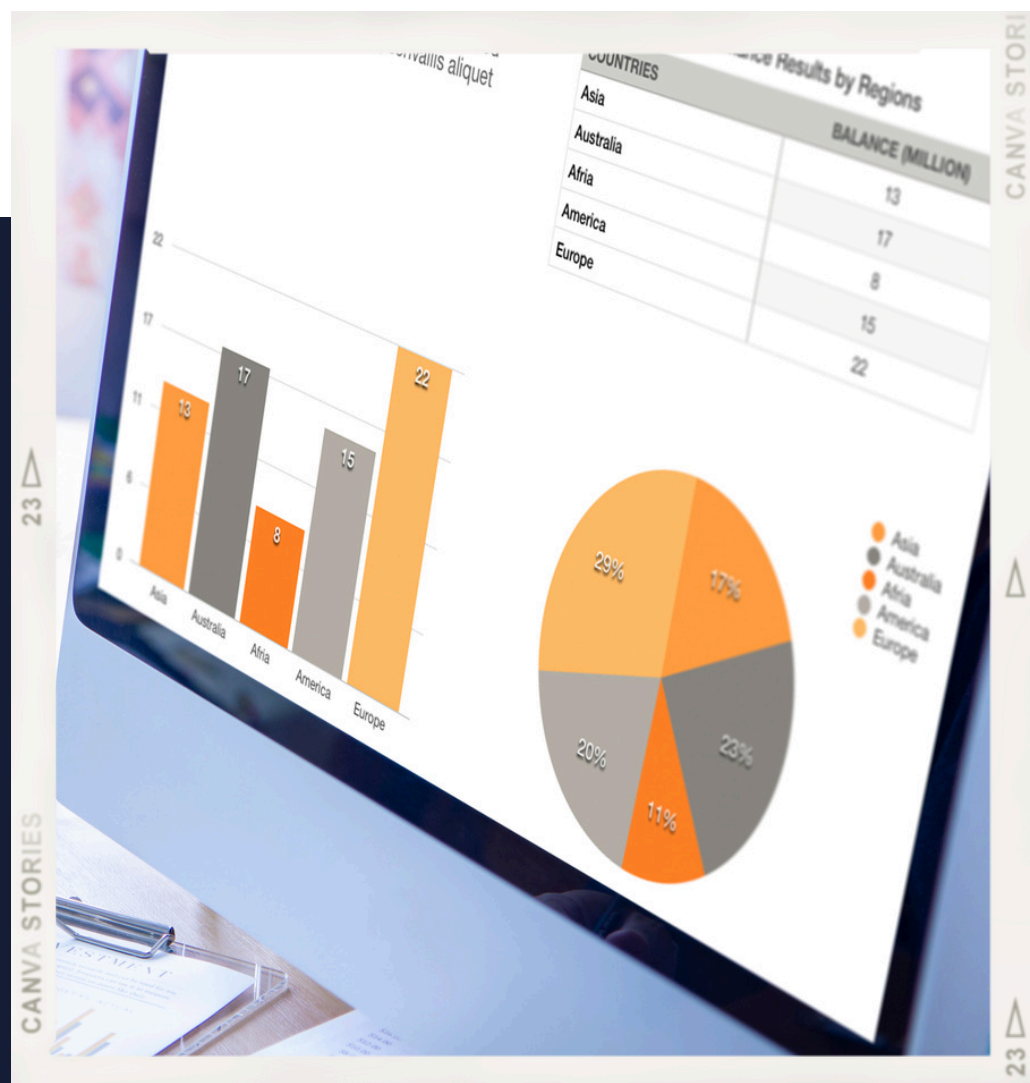 convallis aliquet
22
17
11
6
0
13
17
8
15
22
Asia
Australia
Afria
America
Europe
Results by Regions
COUNTRIES
BALANCE (MILLION)
Asia
13
Australia
17
Afria
8
America
15
Europe
22
29%
17%
20%
23%
11%
Asia
Australia
Afria
America
Europe
CANVA STORIES
23
CANVA STORI
23